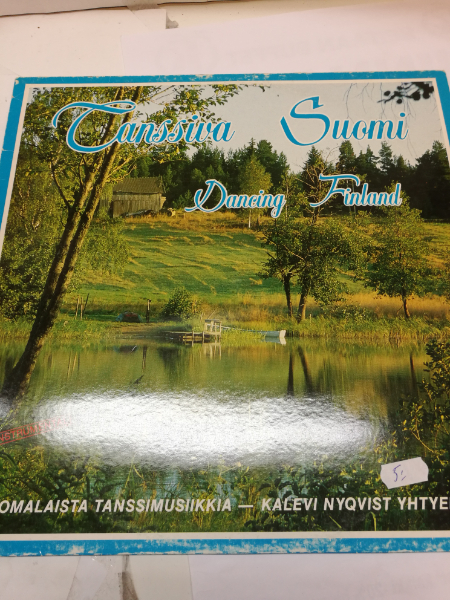 Tanssiva Suomi
Dancing Finland
OMALAISTA TANSSIMUSIIKKIA — KALEVI NYQVIST YHTYE
5,-